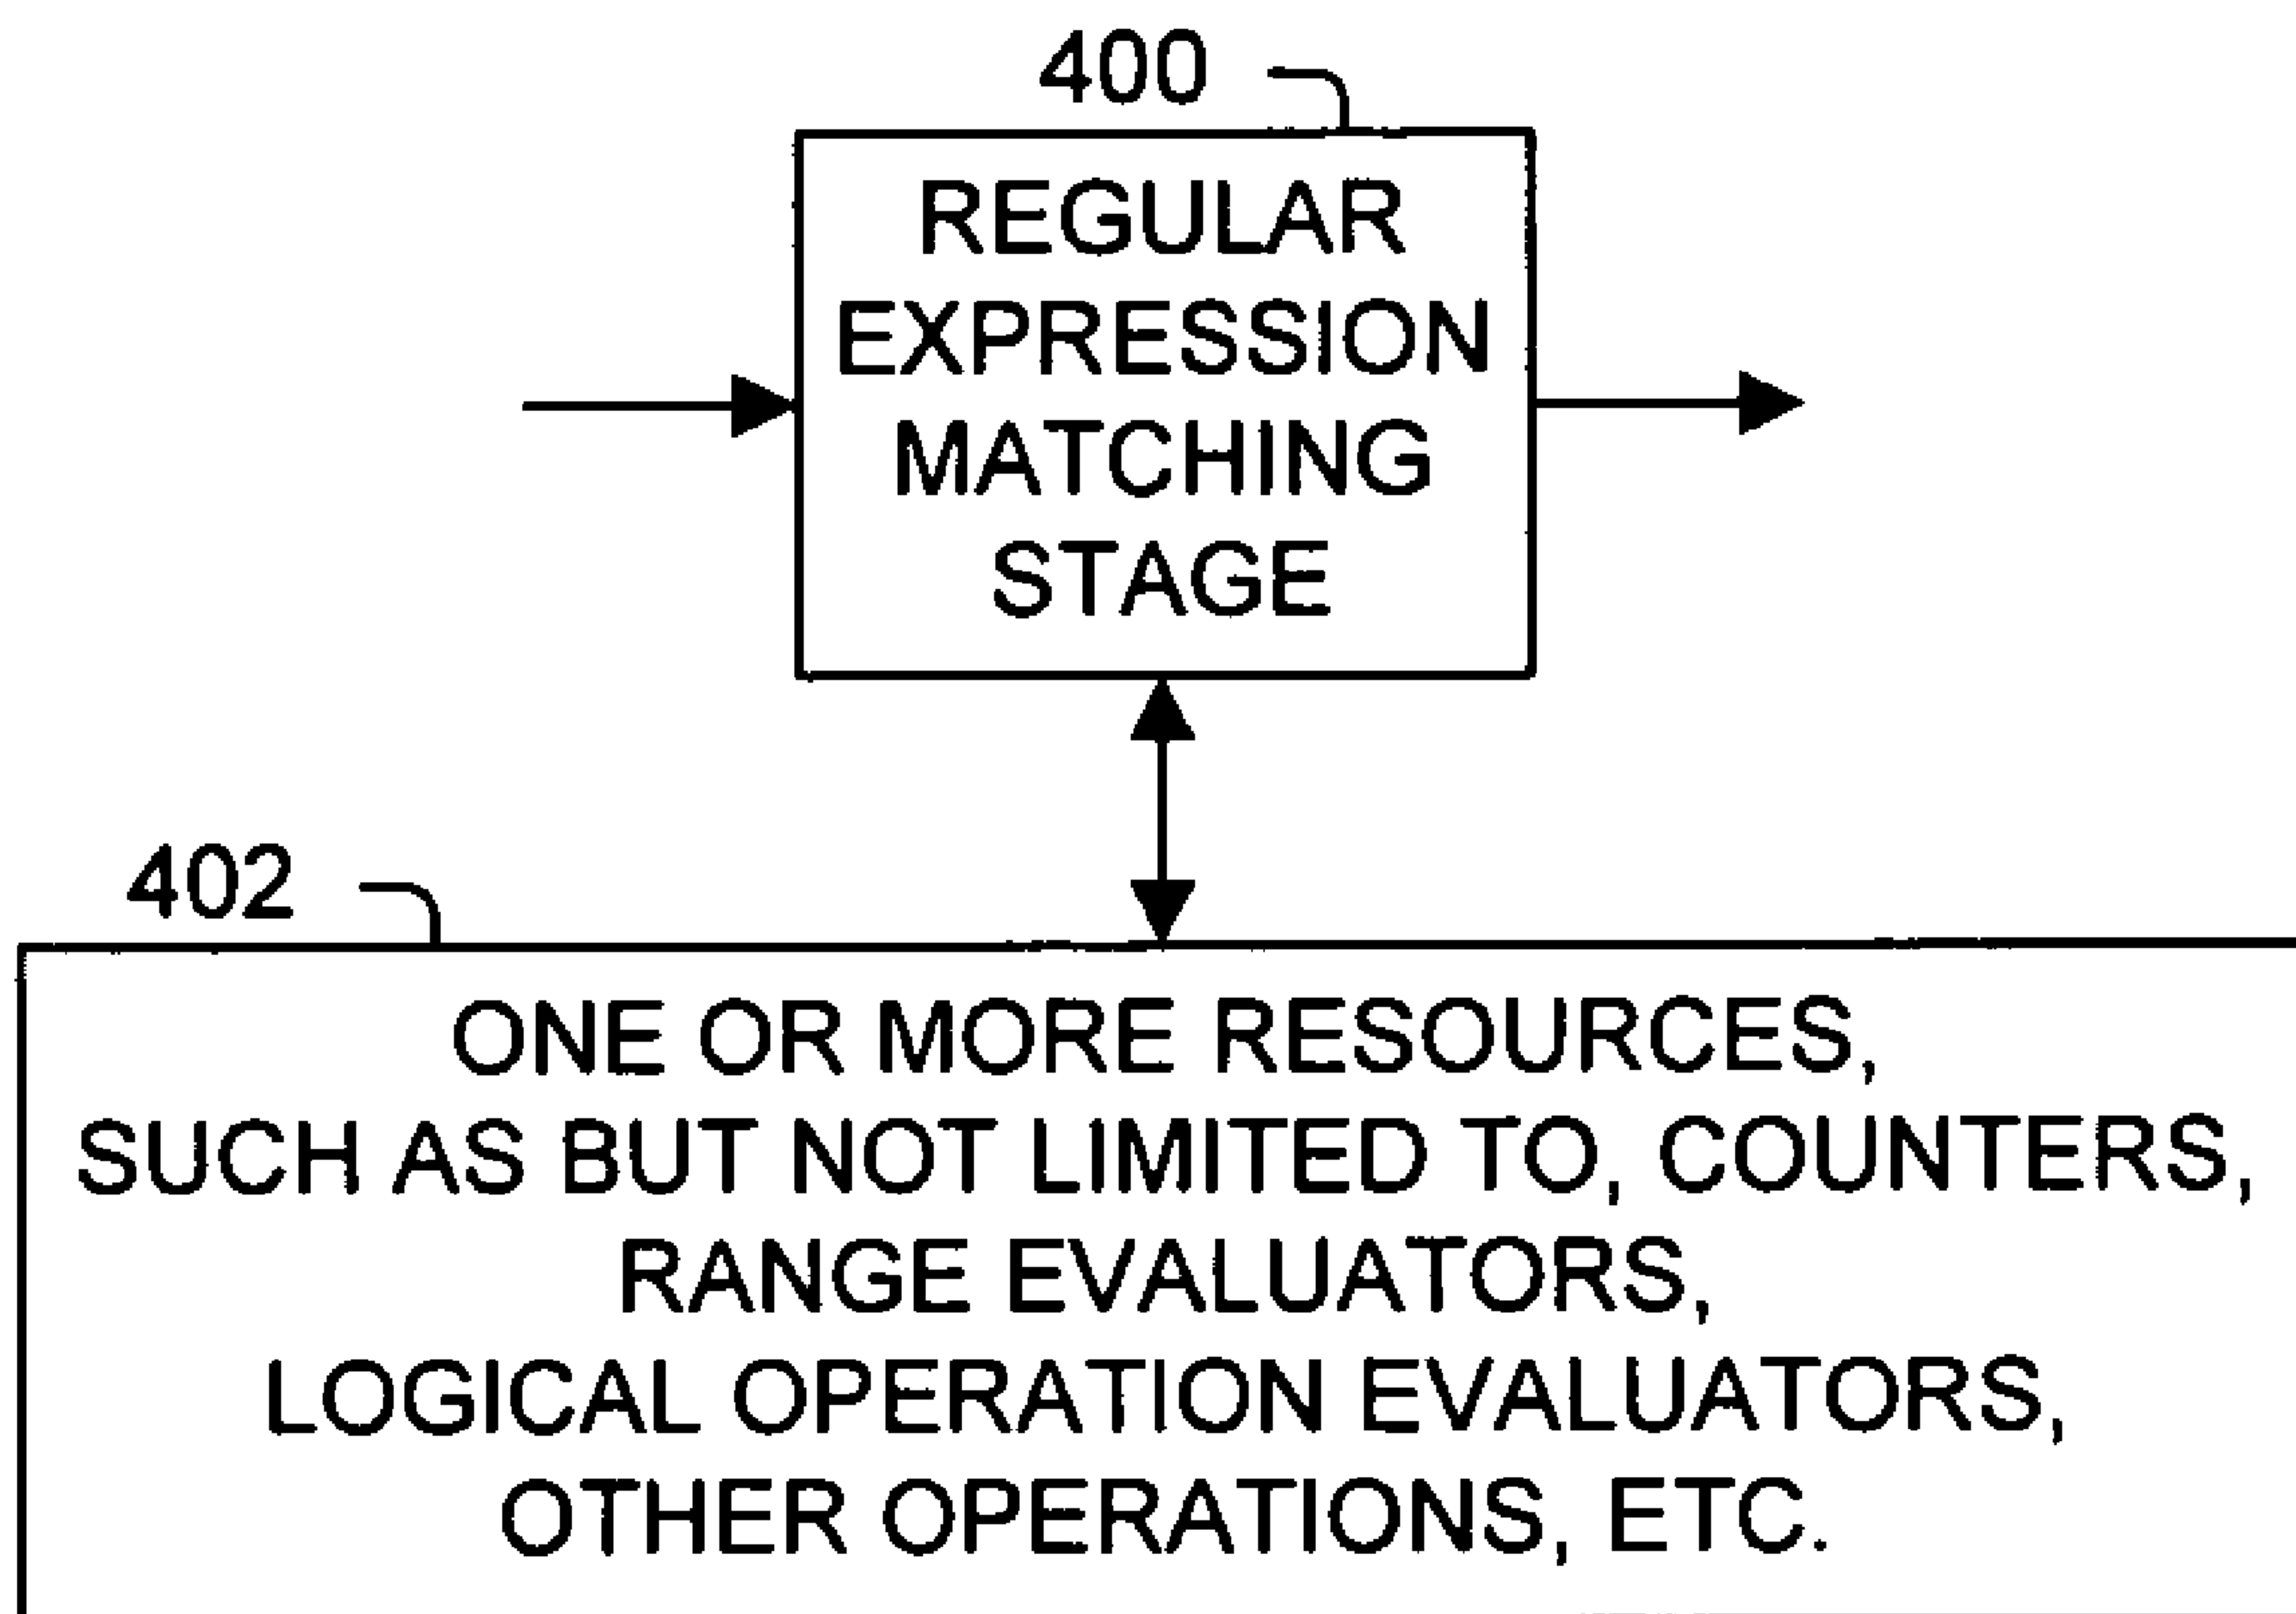 400
REGULAR
EXPRESSION
MATCHING
STAGE
402
ONE OR MORE RESOURCES,
SUCH AS BUT NOT LIMITED TO, COUNTERS,
RANGE EVALUATORS,
LOGICAL OPERATION EVALUATORS,
OTHER OPERATIONS, ETC.